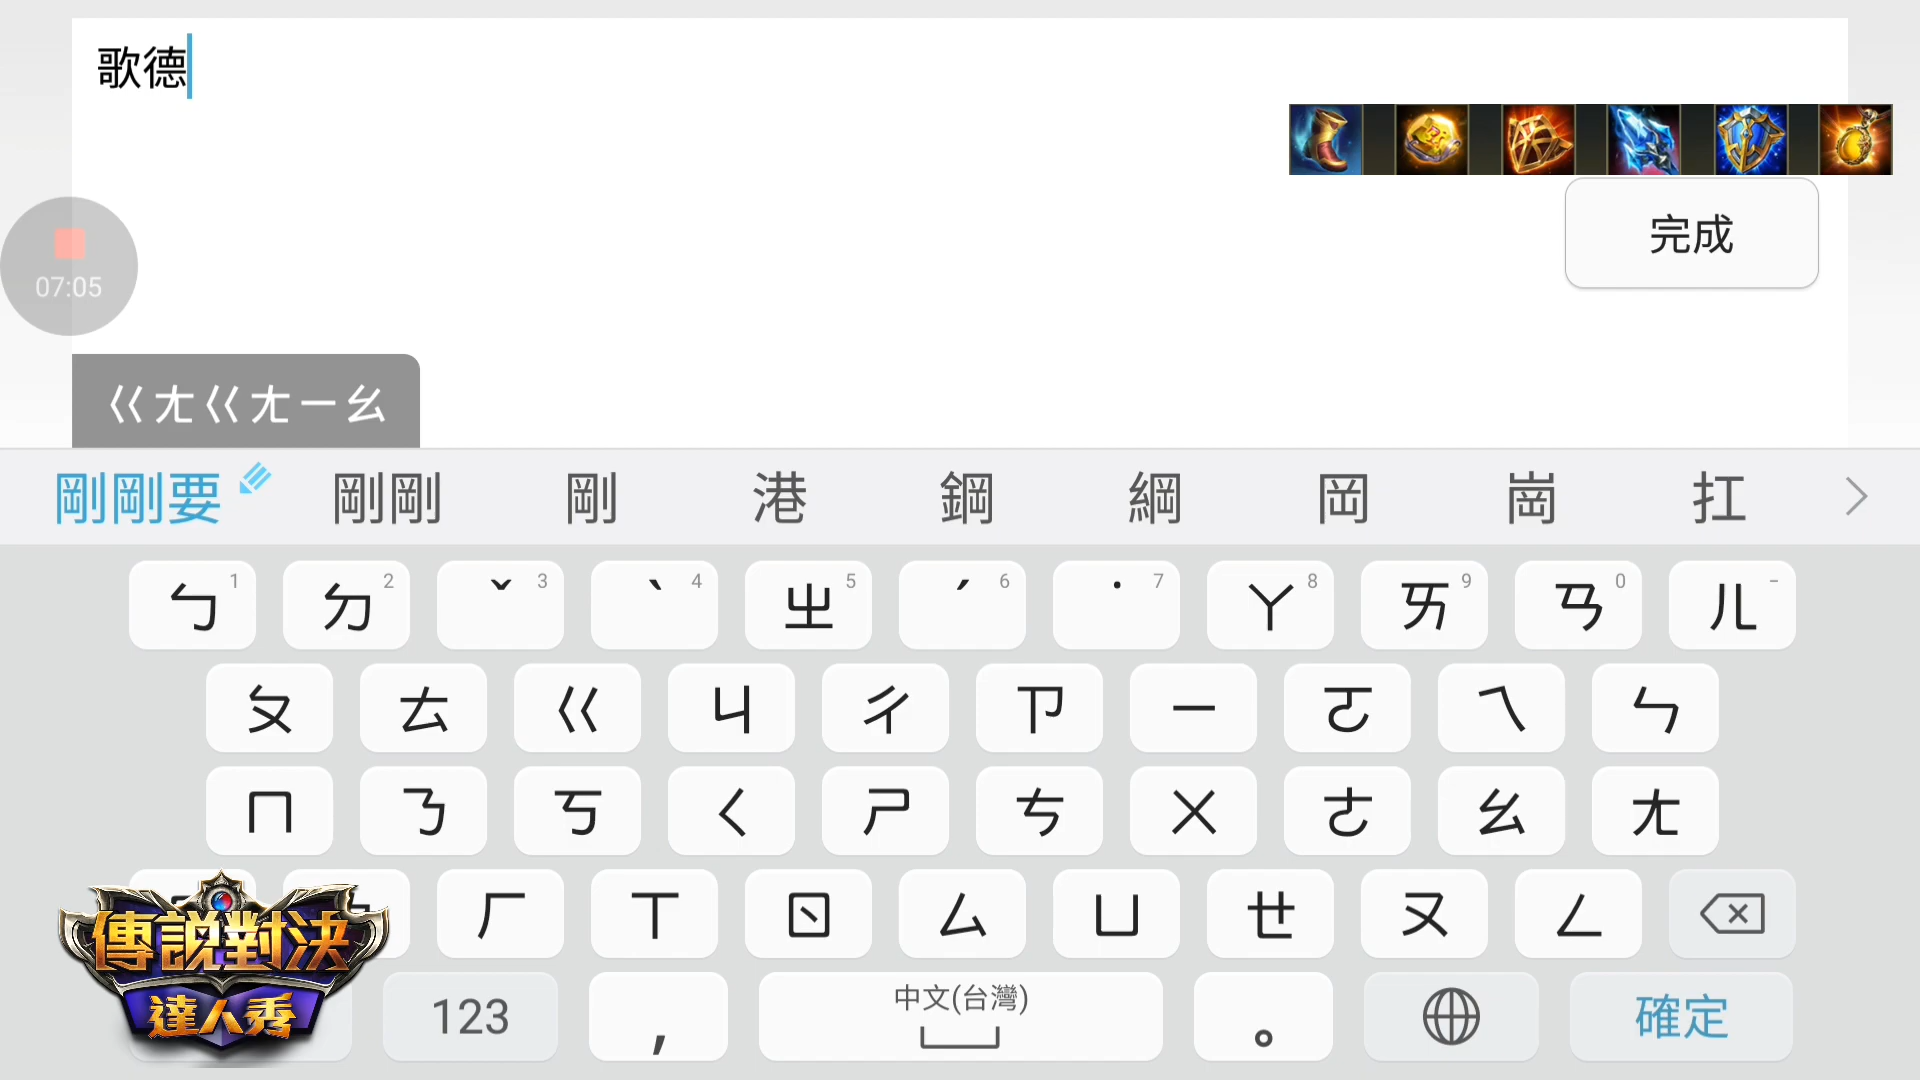 歌德
完成
07:05
ㄍㄤㄍㄤㄧㄠ
剛剛要 剛剛 剛 港 鋼 綱 岡 崗 扛
ㄅ 1 ㄉ 2 ˇ 3 ˋ 4 ㄓ 5 ˊ 6 ˙ 7 ㄚ 8 ㄞ 9 ㄢ 0 ㄦ -
ㄆ ㄊ ㄍ ㄐ ㄔ ㄗ ㄧ ㄛ ㄟ ㄣ
ㄇ ㄋ ㄎ ㄑ ㄕ ㄘ ㄨ ㄜ ㄠ ㄤ
ㄏ ㄒ ㄖ ㄙ ㄩ ㄝ ㄡ ㄥ
123 , 中文(台灣) 。 確定
傳說對決
達人秀